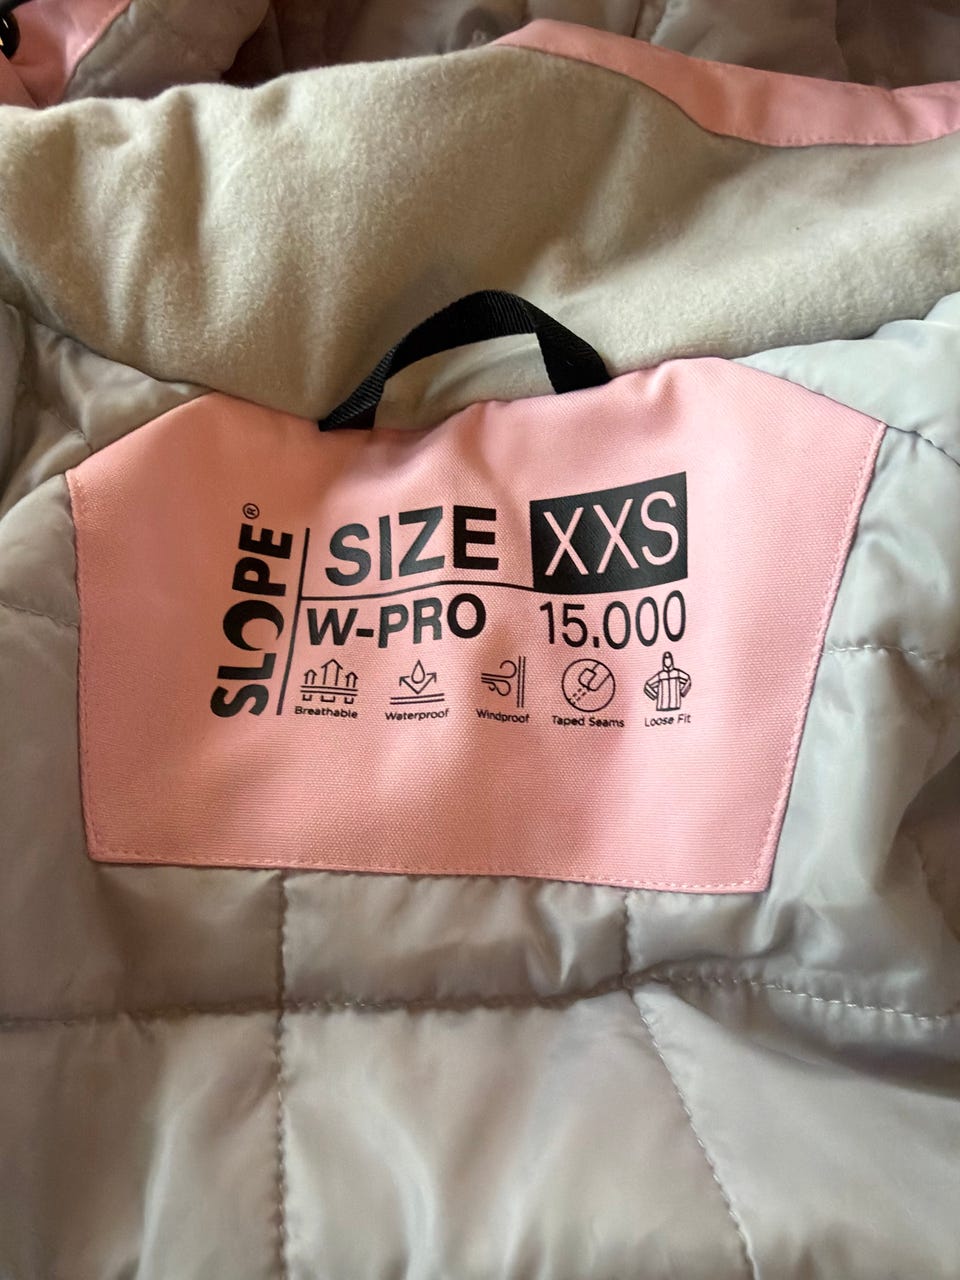 SLOPE®
SIZE XXS
W-PRO 15.000
Breathable Waterproof Windproof Taped Seams Loose Fit